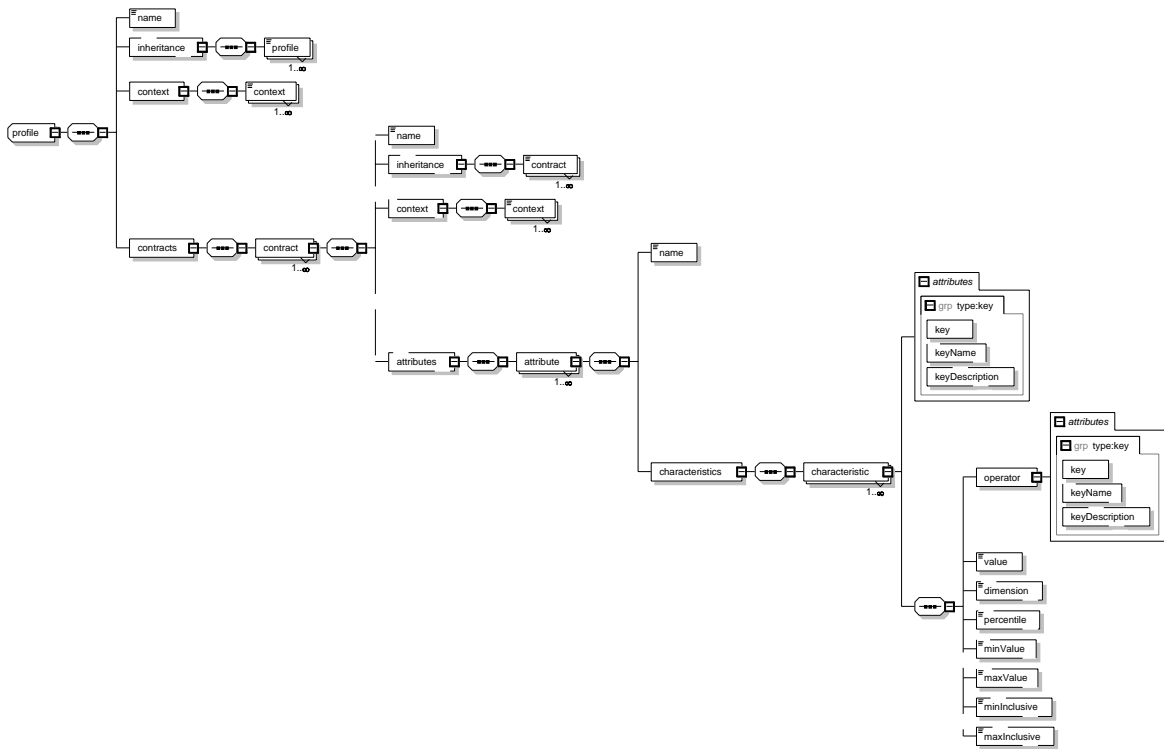 name
inheritance
profile
1..∞
context
context
1..∞
profile
name
inheritance
contract
1..∞
context
context
1..∞
contracts
contract
1..∞
name
attributes
grp type:key
key
keyName
keyDescription
attributes
attribute
1..∞
attributes
grp type:key
key
keyName
keyDescription
characteristics
characteristic
1..∞
operator
value
dimension
percentile
minValue
maxValue
minInclusive
maxInclusive